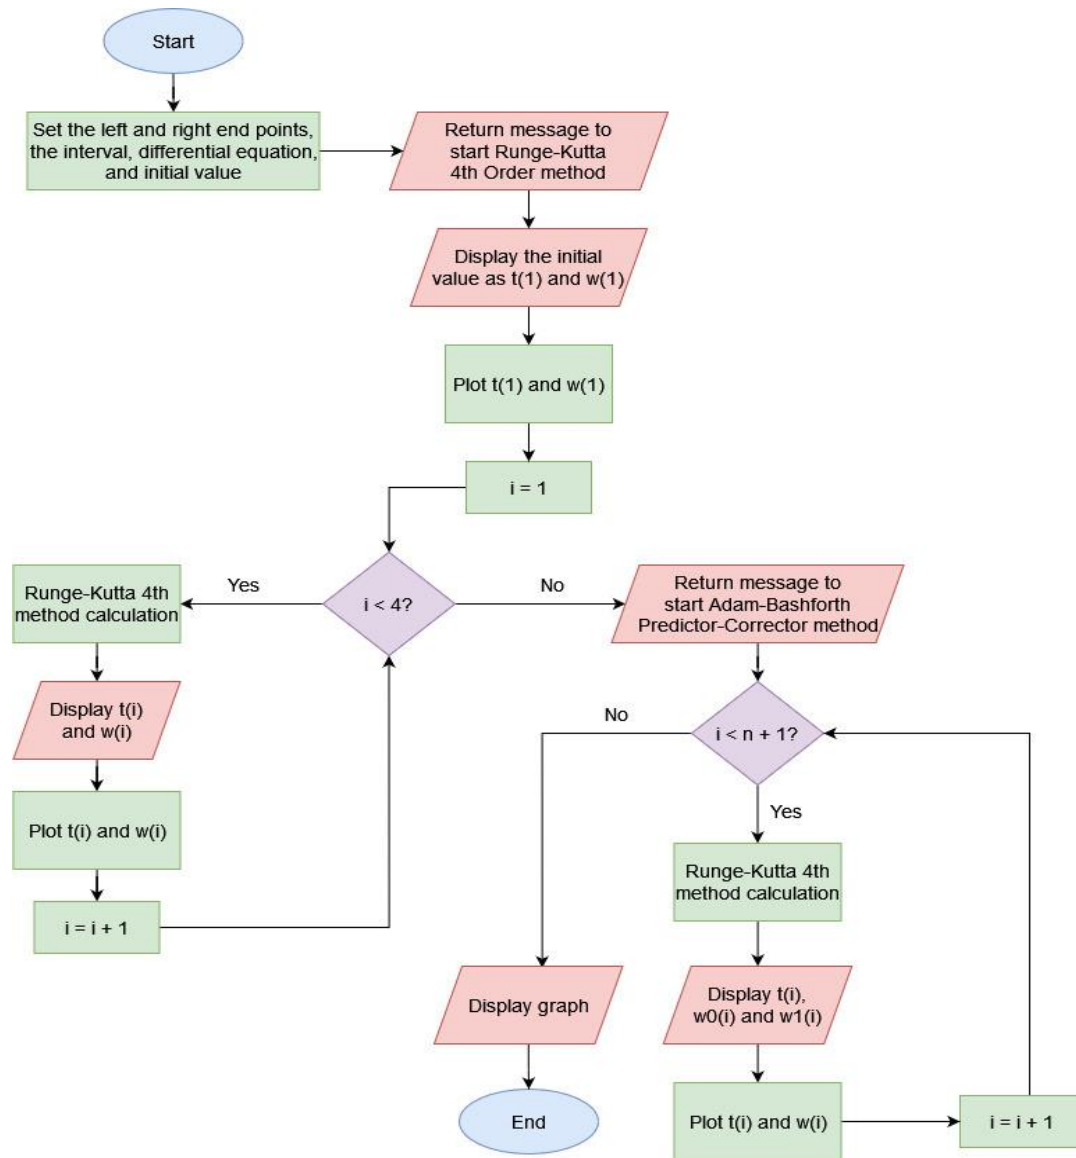 Start
Set the left and right end points,
the interval, differential equation,
and initial value
Return message to
start Runge-Kutta
4th Order method
Display the initial
value as t(1) and w(1)
Plot t(1) and w(1)
i = 1
i < 4?
Yes
No
Runge-Kutta 4th
method calculation
Display t(i)
and w(i)
Plot t(i) and w(i)
i = i + 1
Return message to
start Adam-Bashforth
Predictor-Corrector method
i < n + 1?
No
Yes
Runge-Kutta 4th
method calculation
Display t(i),
w0(i) and w1(i)
Plot t(i) and w(i)
i = i + 1
Display graph
End